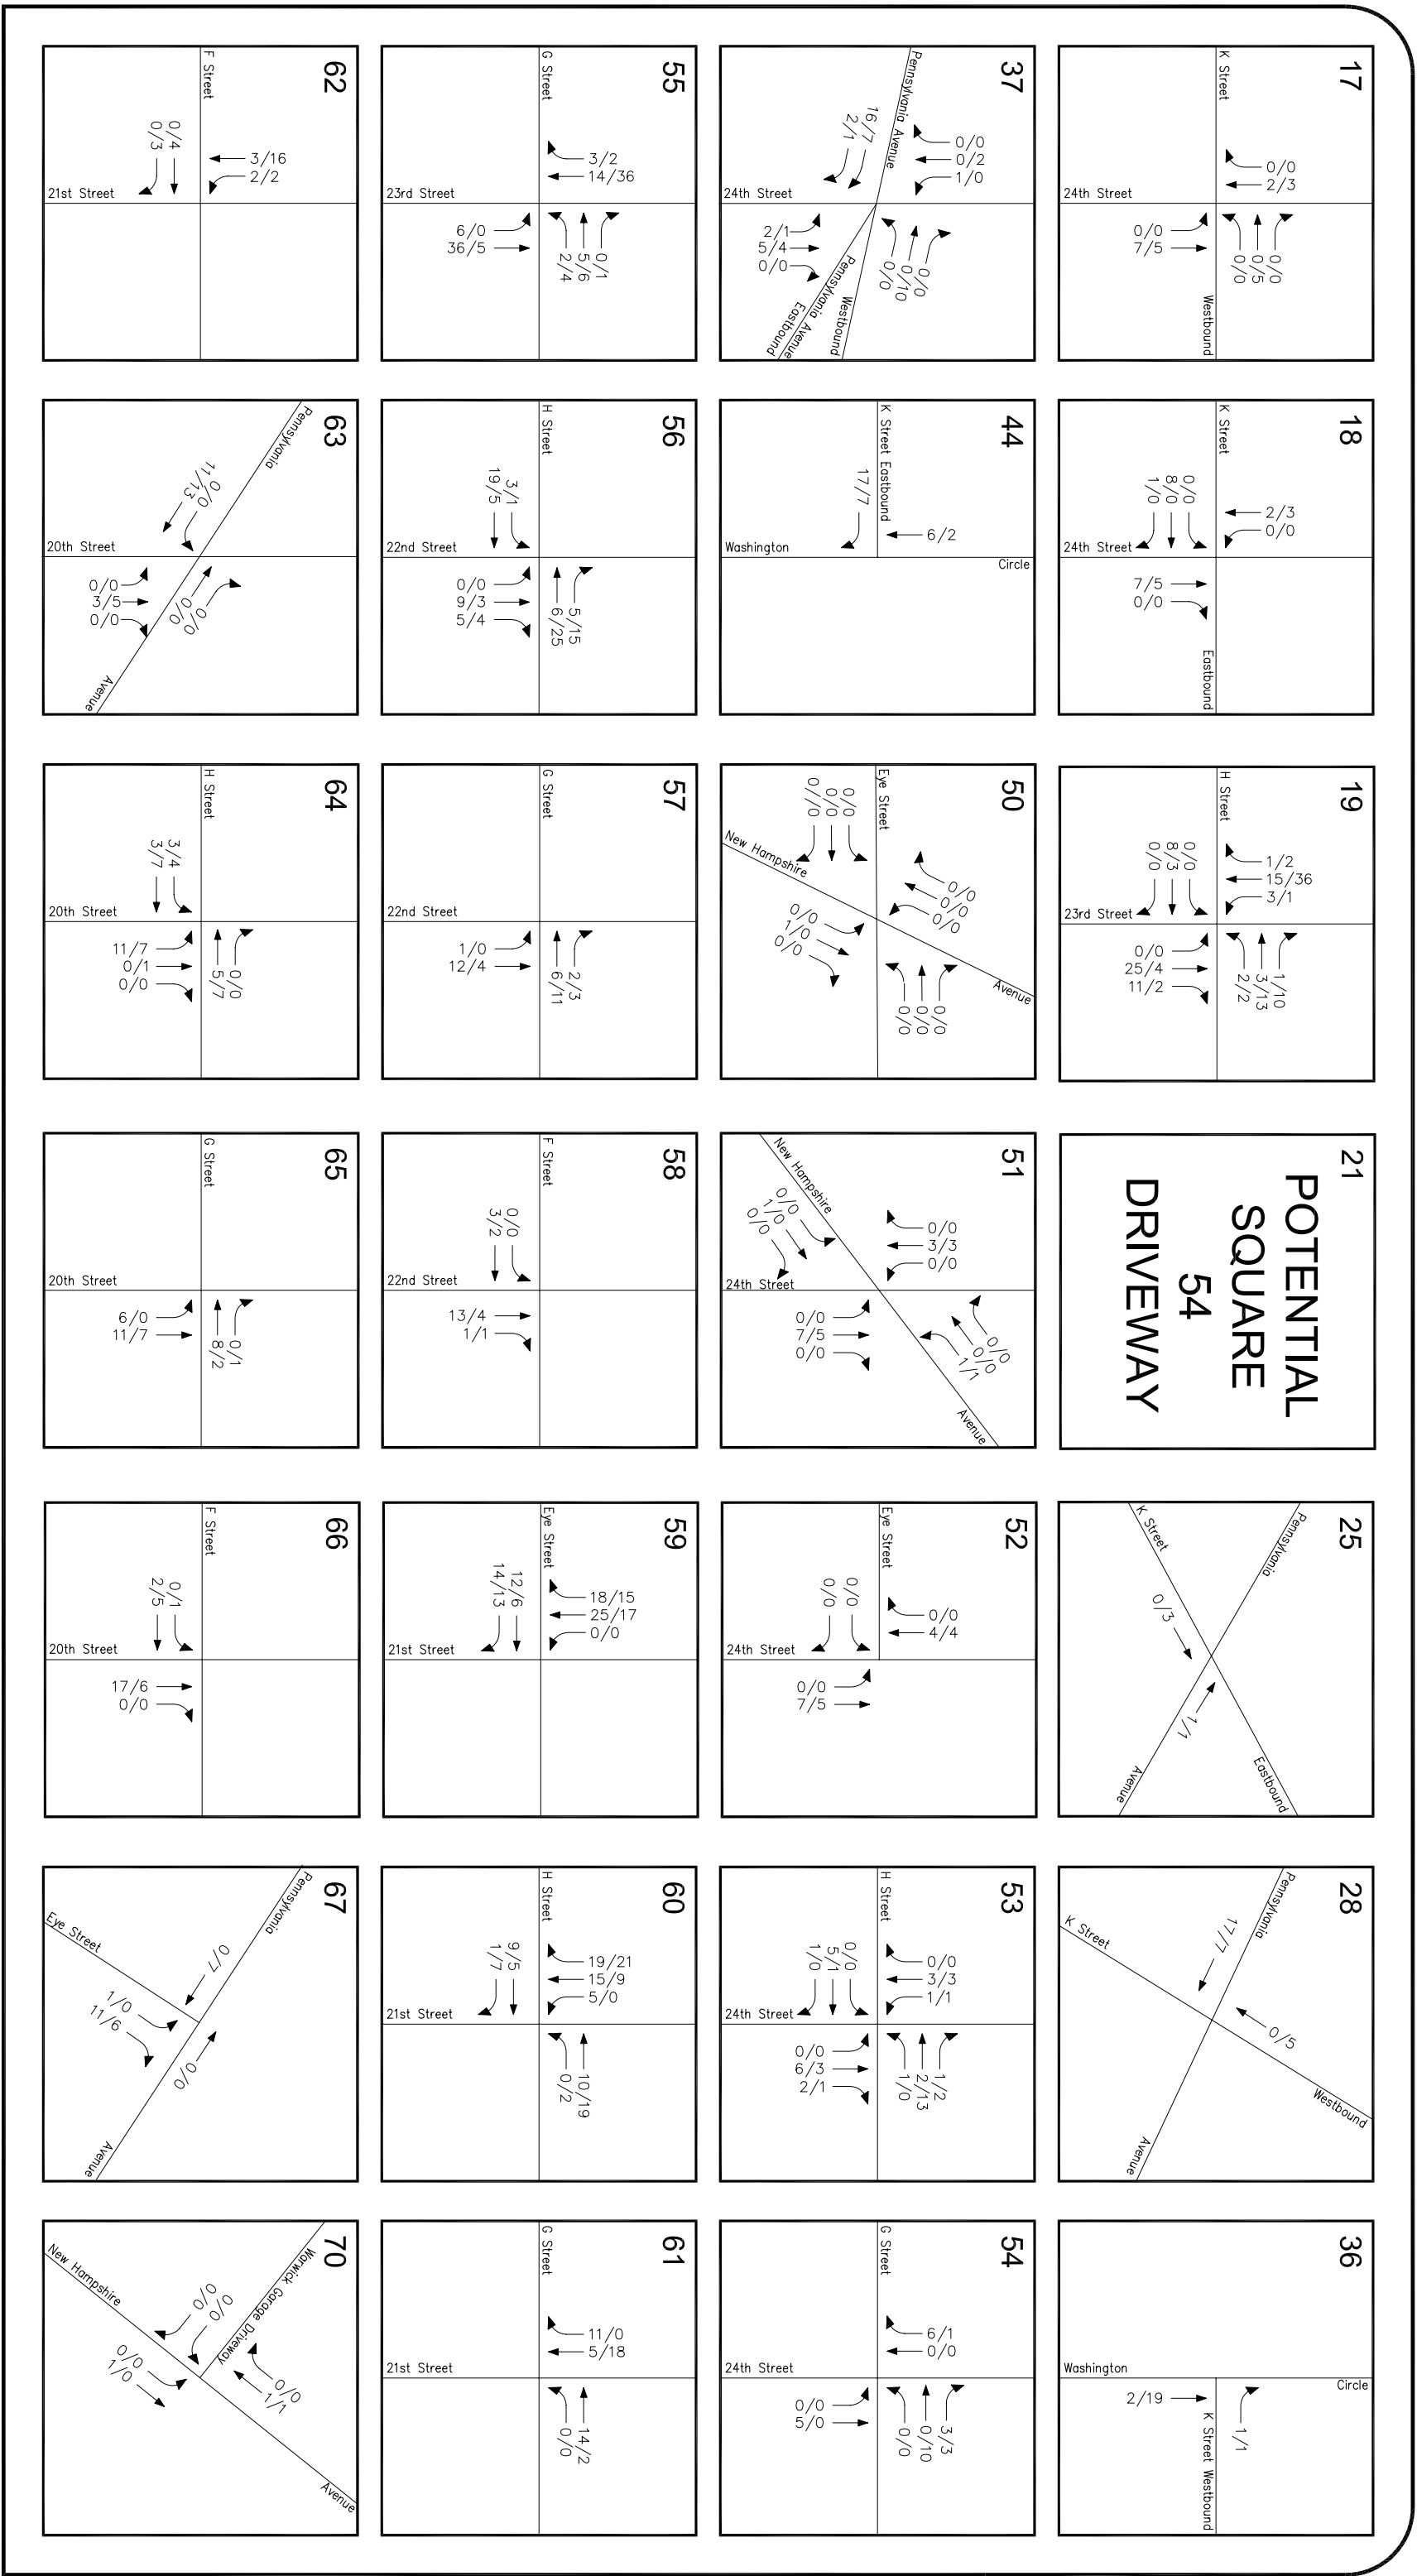 17
K Street
Westbound
24th Street
0/0
2/3
0/0
7/5
0/0
0/5
0/0
18
K Street
Eastbound
24th Street
2/3
0/0
0/0
8/0
1/0
7/5
0/0
19
H Street
23rd Street
1/2
15/36
3/1
0/0
8/3
0/0
0/0
25/4
11/2
1/10
3/13
2/2
21
POTENTIAL
SQUARE
54
DRIVEWAY
25
Pennsylvania
Avenue
K Street
Eastbound
0/3
1/1
28
Pennsylvania
Avenue
K Street
Westbound
17/7
0/5
36
Washington
Circle
K Street Westbound
2/19
1/1
37
Pennsylvania Avenue
Westbound
Pennsylvania Avenue
Eastbound
24th Street
0/0
0/2
1/0
16/7
2/1
2/1
5/4
0/0
0/0
0/10
0/0
44
K Street Eastbound
Washington
Circle
6/2
17/7
50
Eye Street
New Hampshire
Avenue
0/0
0/0
0/0
0/0
0/0
0/0
0/0
1/0
0/0
0/0
0/0
0/0
51
New Hampshire
Avenue
24th Street
0/0
3/3
0/0
0/0
1/0
0/0
0/0
7/5
0/0
0/0
0/0
1/1
52
Eye Street
24th Street
0/0
4/4
0/0
0/0
0/0
7/5
53
H Street
24th Street
0/0
3/3
1/1
0/0
5/1
1/0
0/0
6/3
2/1
1/2
2/13
1/0
54
G Street
24th Street
6/1
0/0
0/0
5/0
3/3
0/10
0/0
55
G Street
23rd Street
3/2
14/36
6/0
36/5
0/1
5/6
2/4
56
H Street
22nd Street
3/1
19/5
0/0
9/3
5/4
5/15
6/25
57
G Street
22nd Street
1/0
12/4
2/3
6/11
58
F Street
22nd Street
0/0
3/2
13/4
1/1
59
Eye Street
21st Street
18/15
25/17
0/0
12/6
14/13
60
H Street
21st Street
19/21
15/9
5/0
9/5
1/7
10/19
0/2
61
G Street
21st Street
11/0
5/18
14/2
0/0
62
F Street
21st Street
3/16
2/2
0/4
0/3
63
Pennsylvania
Avenue
20th Street
0/0
11/13
0/0
3/5
0/0
0/0
0/0
64
H Street
20th Street
3/4
3/7
11/7
0/1
0/0
0/0
5/7
65
G Street
20th Street
6/0
11/7
0/1
8/2
66
F Street
20th Street
0/1
2/5
17/6
0/0
67
Pennsylvania
Avenue
Eye Street
0/7
1/0
11/6
0/0
70
Warwick Garage Driveway
New Hampshire
Avenue
0/0
0/0
0/0
1/0
0/0
1/1